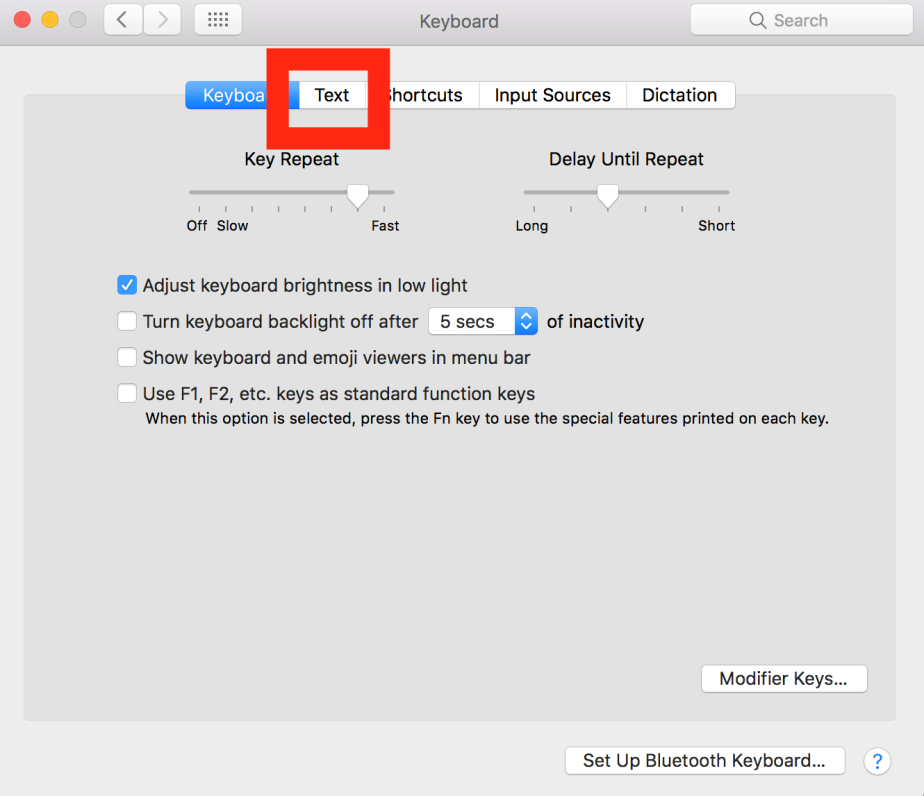 Keyboard
Search
Keyboa Text Shortcuts Input Sources Dictation
Key Repeat Delay Until Repeat
Off Slow Fast Long Short
Adjust keyboard brightness in low light
Turn keyboard backlight off after 5 secs of inactivity
Show keyboard and emoji viewers in menu bar
Use F1, F2, etc. keys as standard function keys
When this option is selected, press the Fn key to use the special features printed on each key.
Modifier Keys...
Set Up Bluetooth Keyboard... ?